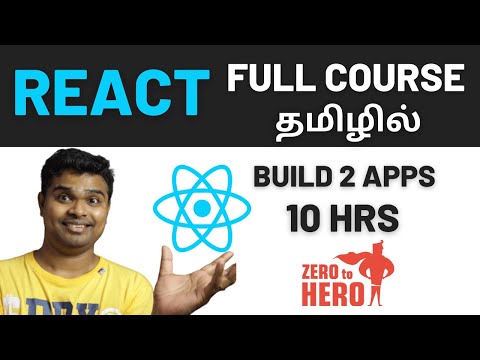 REACT
FULL COURSE
தமிழில்
BUILD 2 APPS
10 HRS
ZERO to
HERO